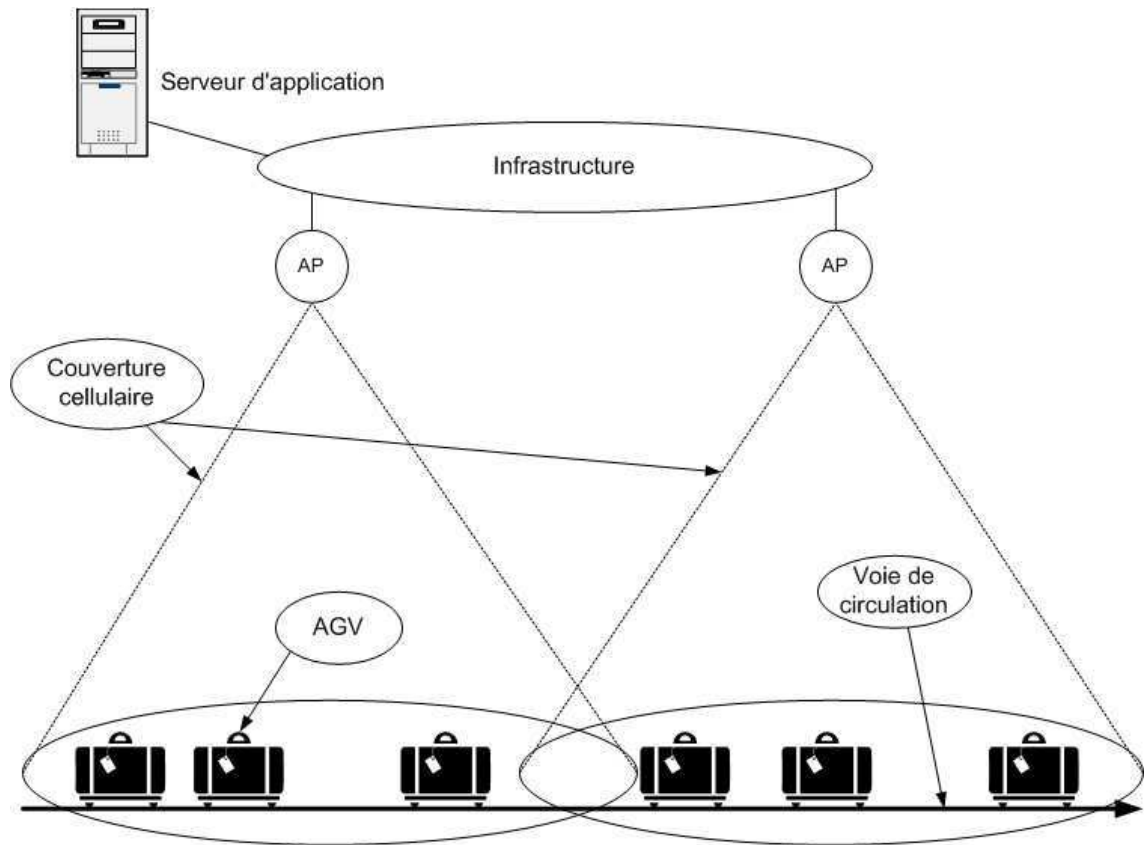 Serveur d'application
Infrastructure
AP
AP
Couverture
cellulaire
Voie de
circulation
AGV